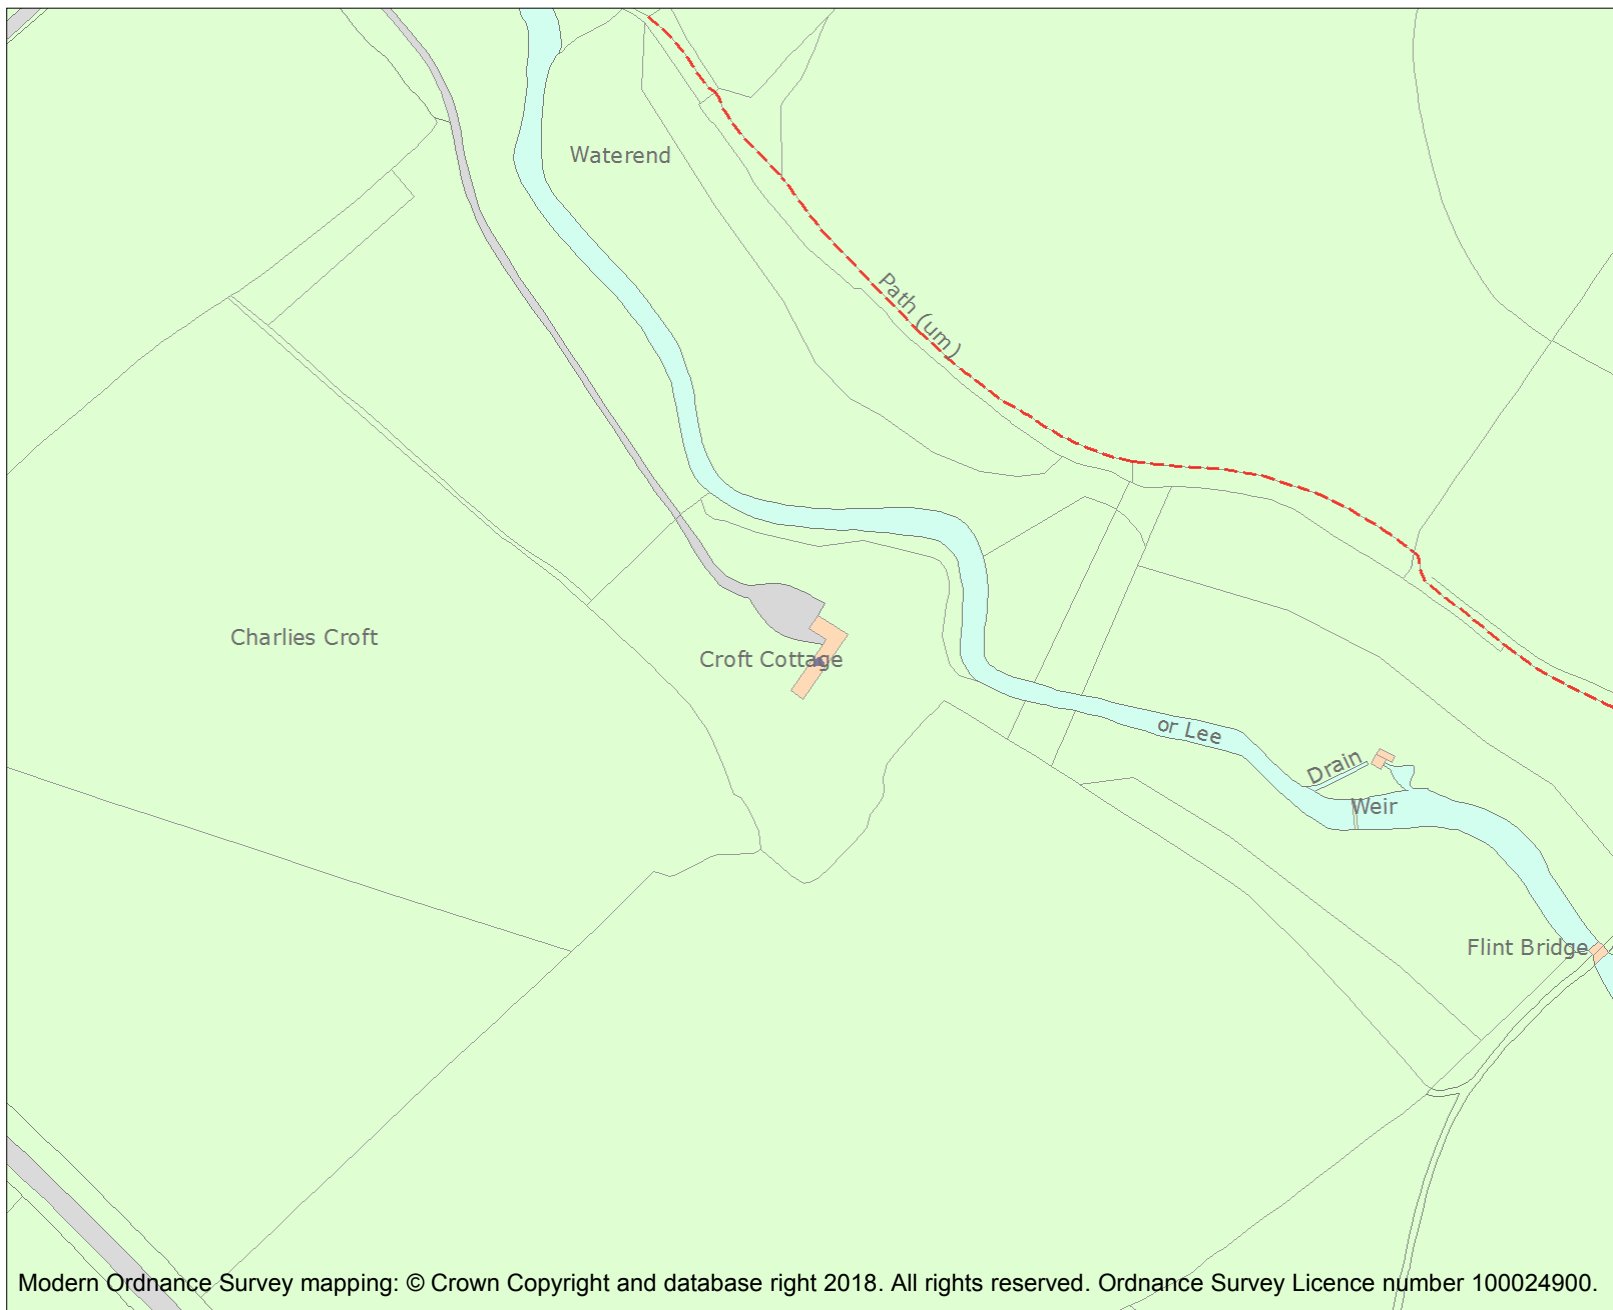 Waterend
Path (um)
Charlies Croft
Croft Cottage
or Lee
Drain
Weir
Flint Bridge
Modern Ordnance Survey mapping: © Crown Copyright and database right 2018. All rights reserved. Ordnance Survey Licence number 100024900.